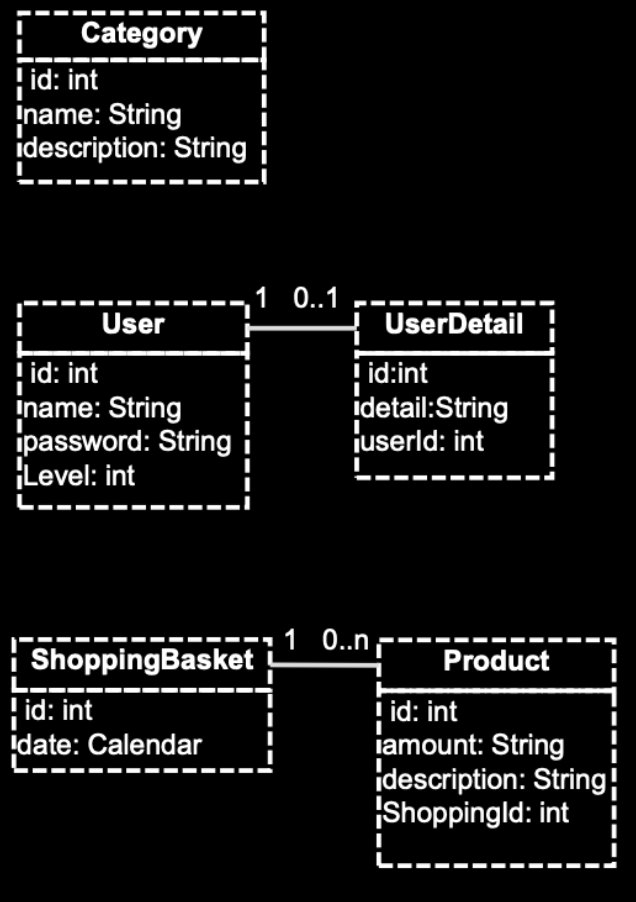 Category
id: int
name: String
description: String
1 0..1
User
id: int
name: String
password: String
Level: int
UserDetail
id:int
detail:String
userId: int
1 0..n
ShoppingBasket
id: int
date: Calendar
Product
id: int
amount: String
description: String
ShoppingId: int